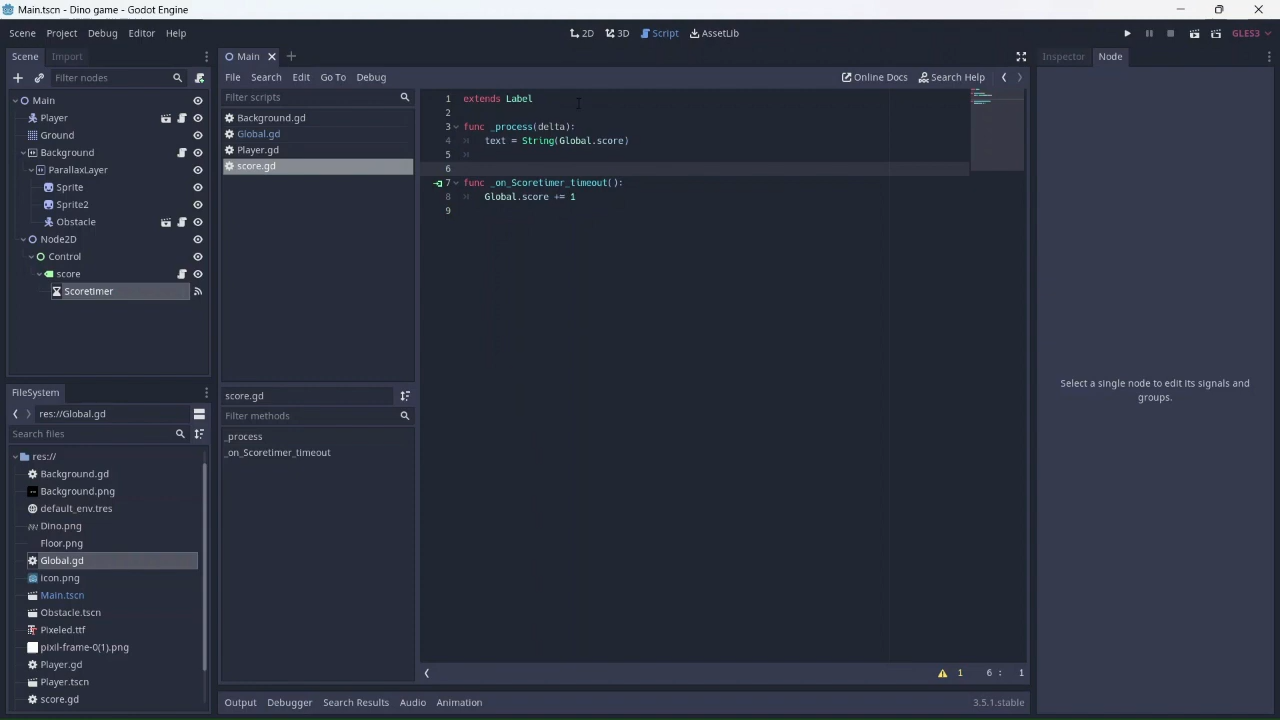 Main.tscn - Dino game - Godot Engine
Scene Project Debug Editor Help
2D 3D Script AssetLib
GLES3
Scene Import
Filter nodes
Main
Player
Ground
Background
ParallaxLayer
Sprite
Sprite2
Obstacle
Node2D
Control
score
Scoretimer
FileSystem
res://Global.gd
Search files
res://
Background.gd
Background.png
default_env.tres
Dino.png
Floor.png
Global.gd
icon.png
Main.tscn
Obstacle.tscn
Pixeled.ttf
pixil-frame-0(1).png
Player.gd
Player.tscn
score.gd
Main
File Search Edit Go To Debug
Online Docs Search Help
Filter scripts
Background.gd
Global.gd
Player.gd
score.gd
score.gd
Filter methods
_process
_on_Scoretimer_timeout
1 extends Label
2
3 func _process(delta):
4 text = String(Global.score)
5
6
7 func _on_Scoretimer_timeout():
8 Global.score += 1
9
1 6 : 1
Output Debugger Search Results Audio Animation
3.5.1.stable
Inspector Node
Select a single node to edit its signals and
groups.